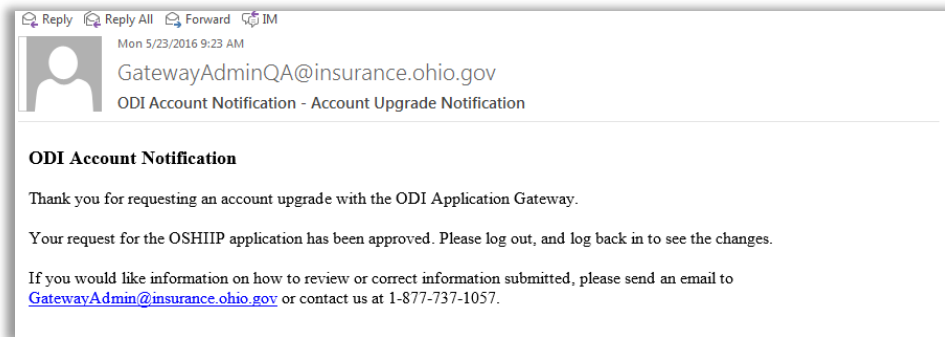 Reply Reply All Forward IM
Mon 5/23/2016 9:23 AM
GatewayAdminQA@insurance.ohio.gov
ODI Account Notification - Account Upgrade Notification
ODI Account Notification
Thank you for requesting an account upgrade with the ODI Application Gateway.
Your request for the OSHIIP application has been approved. Please log out, and log back in to see the changes.
If you would like information on how to review or correct information submitted, please send an email to
GatewayAdmin@insurance.ohio.gov or contact us at 1-877-737-1057.